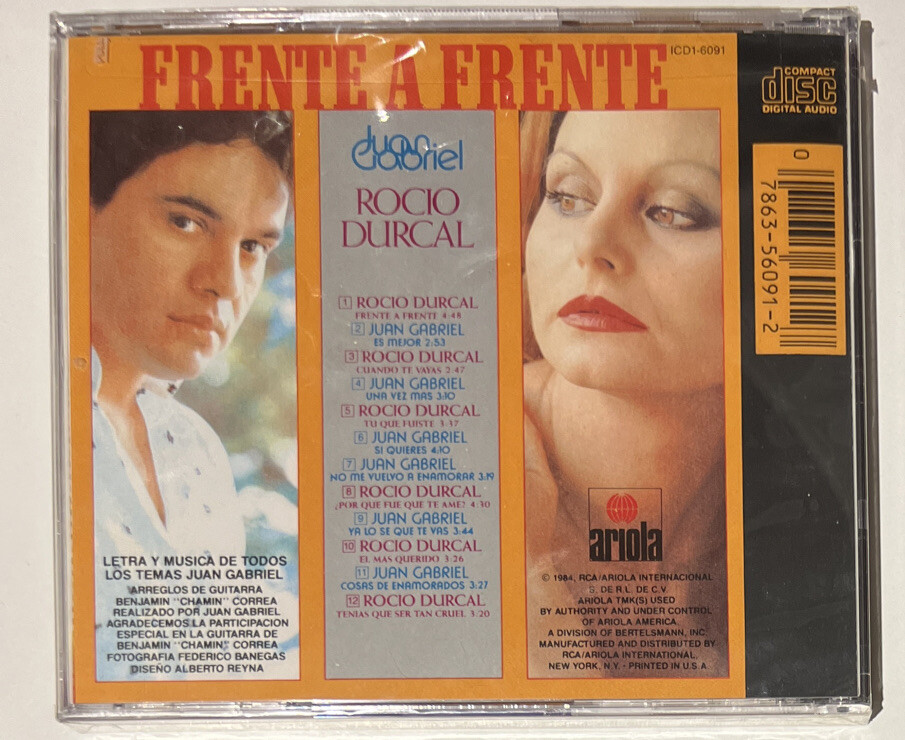 FRENTE A FRENTE
ICD1-6091
COMPACT
disc
DIGITAL AUDIO
0
7863-56091-2
Juan Gabriel
ROCIO
DURCAL
1 ROCIO DURCAL
FRENTE A FRENTE 4:48
2 JUAN GABRIEL
ES MEJOR 2:53
3 ROCIO DURCAL
CUANDO TE VAYAS 2:47
4 JUAN GABRIEL
UNA VEZ MAS 3:10
5 ROCIO DURCAL
TU QUE FUISTE 3:37
6 JUAN GABRIEL
SI QUIERES 4:10
7 JUAN GABRIEL
NO ME VUELVO A ENAMORAR 3:19
8 ROCIO DURCAL
¿POR QUE FUE QUE TE AME? 4:30
9 JUAN GABRIEL
YA LO SE QUE TE VAS 3:44
10 ROCIO DURCAL
EL MAS QUERIDO 3:26
11 JUAN GABRIEL
COSAS DE ENAMORADOS 3:27
12 ROCIO DURCAL
TENIAS QUE SER TAN CRUEL 3:20
LETRA Y MUSICA DE TODOS
LOS TEMAS JUAN GABRIEL
ARREGLOS DE GUITARRA
BENJAMIN "CHAMIN" CORREA
REALIZADO POR JUAN GABRIEL
AGRADECEMOS LA PARTICIPACION
ESPECIAL EN LA GUITARRA DE
BENJAMIN "CHAMIN" CORREA
FOTOGRAFIA FEDERICO BANEGAS
DISEÑO ALBERTO REYNA
ariola
© 1984, RCA/ARIOLA INTERNACIONAL
S. DE R.L. DE C.V.
ARIOLA TMK(S) USED
BY AUTHORITY AND UNDER CONTROL
OF ARIOLA AMERICA,
A DIVISION OF BERTELSMANN, INC.
MANUFACTURED AND DISTRIBUTED BY
RCA/ARIOLA INTERNATIONAL,
NEW YORK, N.Y. - PRINTED IN U.S.A